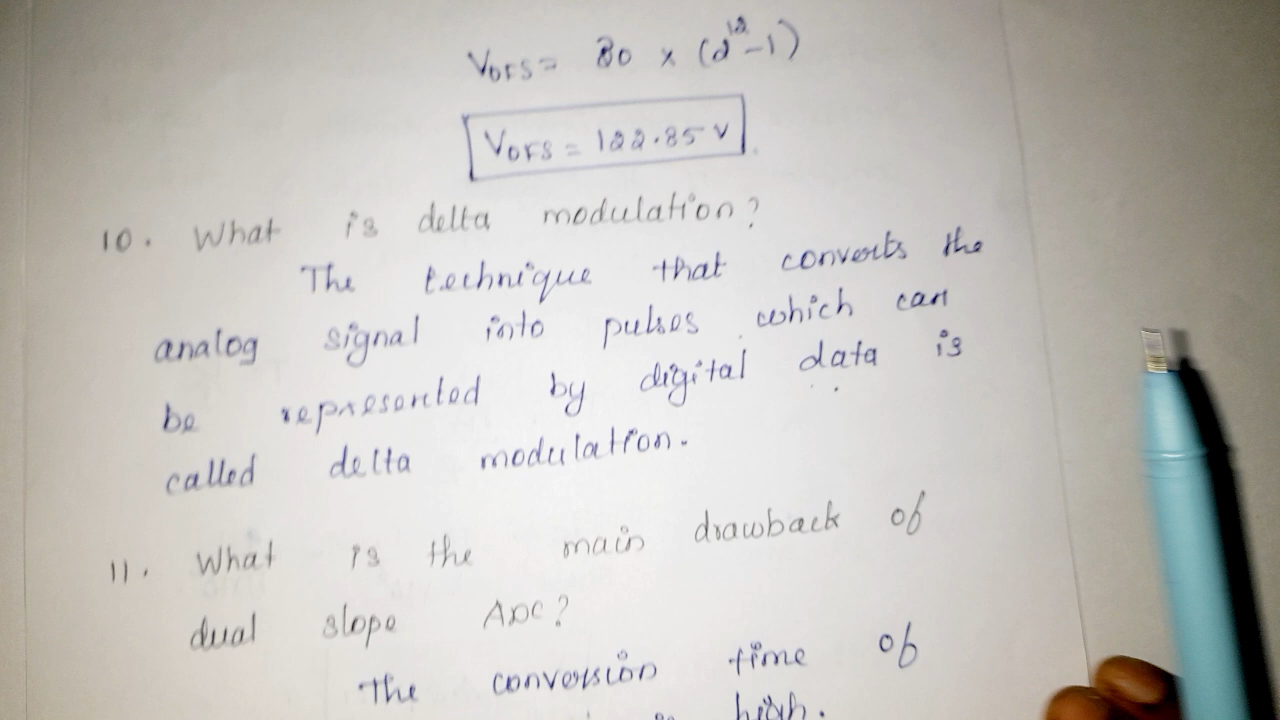 VOFS = 30 × (2¹²-1)
VOFS = 122.85 V
10. What is delta modulation?
The technique that converts the
analog signal into pulses which can
be represented by digital data is
called delta modulation.
11. What is the main drawback of
dual slope ADC?
The conversion time of
high.